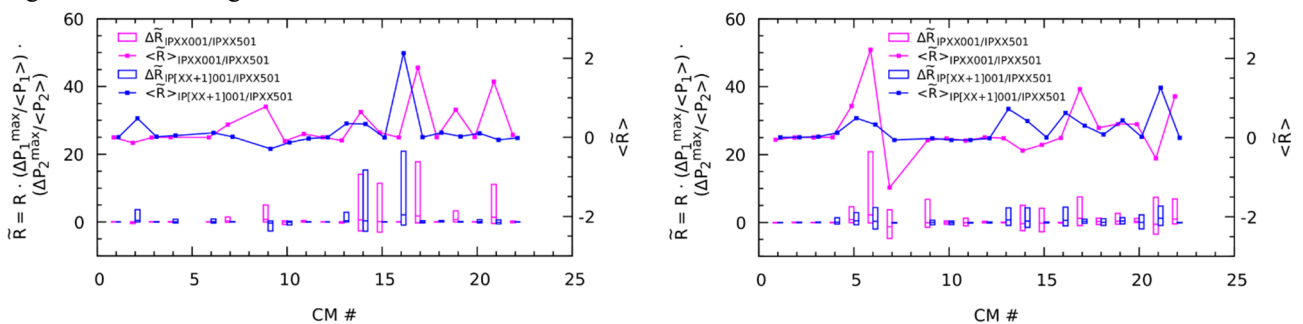 60
40
20
0
R̃ = R · (ΔP₁ᵐᵃˣ/<P₁>) ·
(ΔP₂ᵐᵃˣ/<P₂>)
ΔR̃IPXX001/IPXX501
<R̃>IPXX001/IPXX501
ΔR̃IP[XX+1]001/IPXX501
<R̃>IP[XX+1]001/IPXX501
2
0
-2
<R̃>
0 5 10 15 20 25
CM #
60
40
20
0
R̃ = R · (ΔP₁ᵐᵃˣ/<P₁>) ·
(ΔP₂ᵐᵃˣ/<P₂>)
ΔR̃IPXX001/IPXX501
<R̃>IPXX001/IPXX501
ΔR̃IP[XX+1]001/IPXX501
<R̃>IP[XX+1]001/IPXX501
2
0
-2
<R̃>
0 5 10 15 20 25
CM #